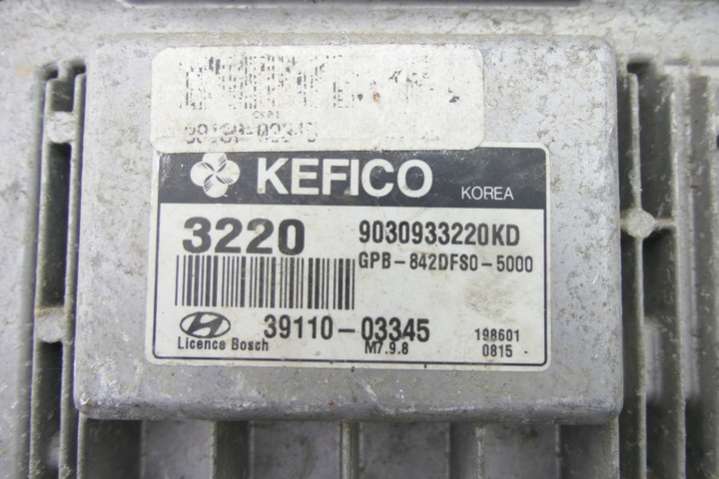 KEFICO KOREA
3220 9030933220KD
GPB-842DFS0-5000
39110-03345 198601
Licence Bosch M7.9.8 0815